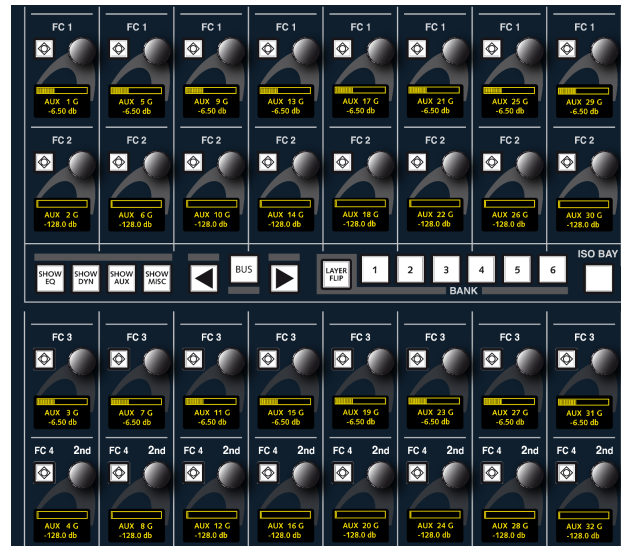 FC 1 FC 1 FC 1 FC 1 FC 1 FC 1 FC 1 FC 1
AUX 1 G AUX 5 G AUX 9 G AUX 13 G AUX 17 G AUX 21 G AUX 25 G AUX 29 G
-6.50 db -6.50 db -6.50 db -6.50 db -6.50 db -6.50 db -6.50 db -6.50 db
FC 2 FC 2 FC 2 FC 2 FC 2 FC 2 FC 2 FC 2
AUX 2 G AUX 6 G AUX 10 G AUX 14 G AUX 18 G AUX 22 G AUX 26 G AUX 30 G
-128.0 db -128.0 db -128.0 db -128.0 db -128.0 db -128.0 db -128.0 db -128.0 db
ISO BAY
SHOW EQ SHOW DYN SHOW AUX SHOW MISC BUS LAYER FLIP 1 2 3 4 5 6
BANK
FC 3 FC 3 FC 3 FC 3 FC 3 FC 3 FC 3 FC 3
AUX 3 G AUX 7 G AUX 11 G AUX 15 G AUX 19 G AUX 23 G AUX 27 G AUX 31 G
-6.50 db -6.50 db -6.50 db -6.50 db -6.50 db -6.50 db -6.50 db -6.50 db
FC 4 2nd FC 4 2nd FC 4 2nd FC 4 2nd FC 4 2nd FC 4 2nd FC 4 2nd FC 4 2nd
AUX 4 G AUX 8 G AUX 12 G AUX 16 G AUX 20 G AUX 24 G AUX 28 G AUX 32 G
-128.0 db -128.0 db -128.0 db -128.0 db -128.0 db -128.0 db -128.0 db -128.0 db